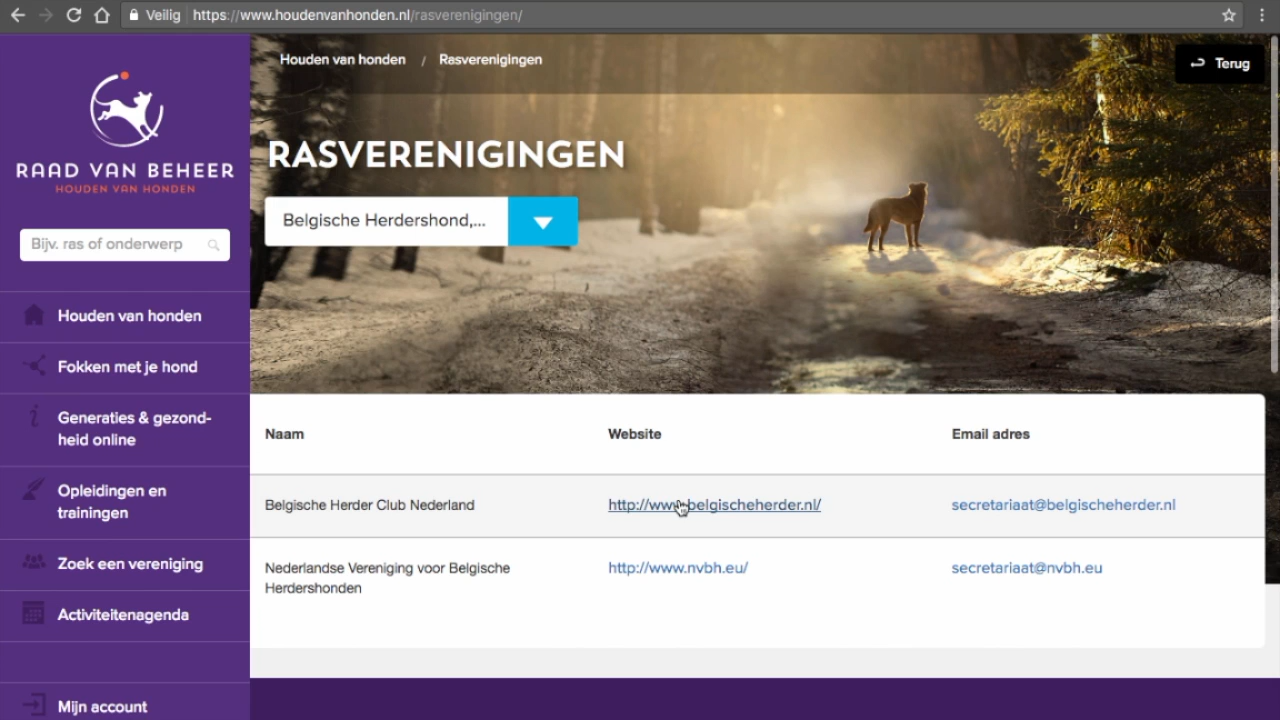 Veilig https://www.houdenvanhonden.nl/rasverenigingen/
Houden van honden / Rasverenigingen
Terug
RAAD VAN BEHEER
HOUDEN VAN HONDEN
RASVERENIGINGEN
Belgische Herdershond,...
Bijv. ras of onderwerp
Houden van honden
Fokken met je hond
Generaties & gezond-
heid online
Opleidingen en
trainingen
Zoek een vereniging
Activiteitenagenda
Mijn account
Naam Website Email adres
Belgische Herder Club Nederland http://www.belgischeherder.nl/ secretariaat@belgischeherder.nl
Nederlandse Vereniging voor Belgische http://www.nvbh.eu/ secretariaat@nvbh.eu
Herdershonden